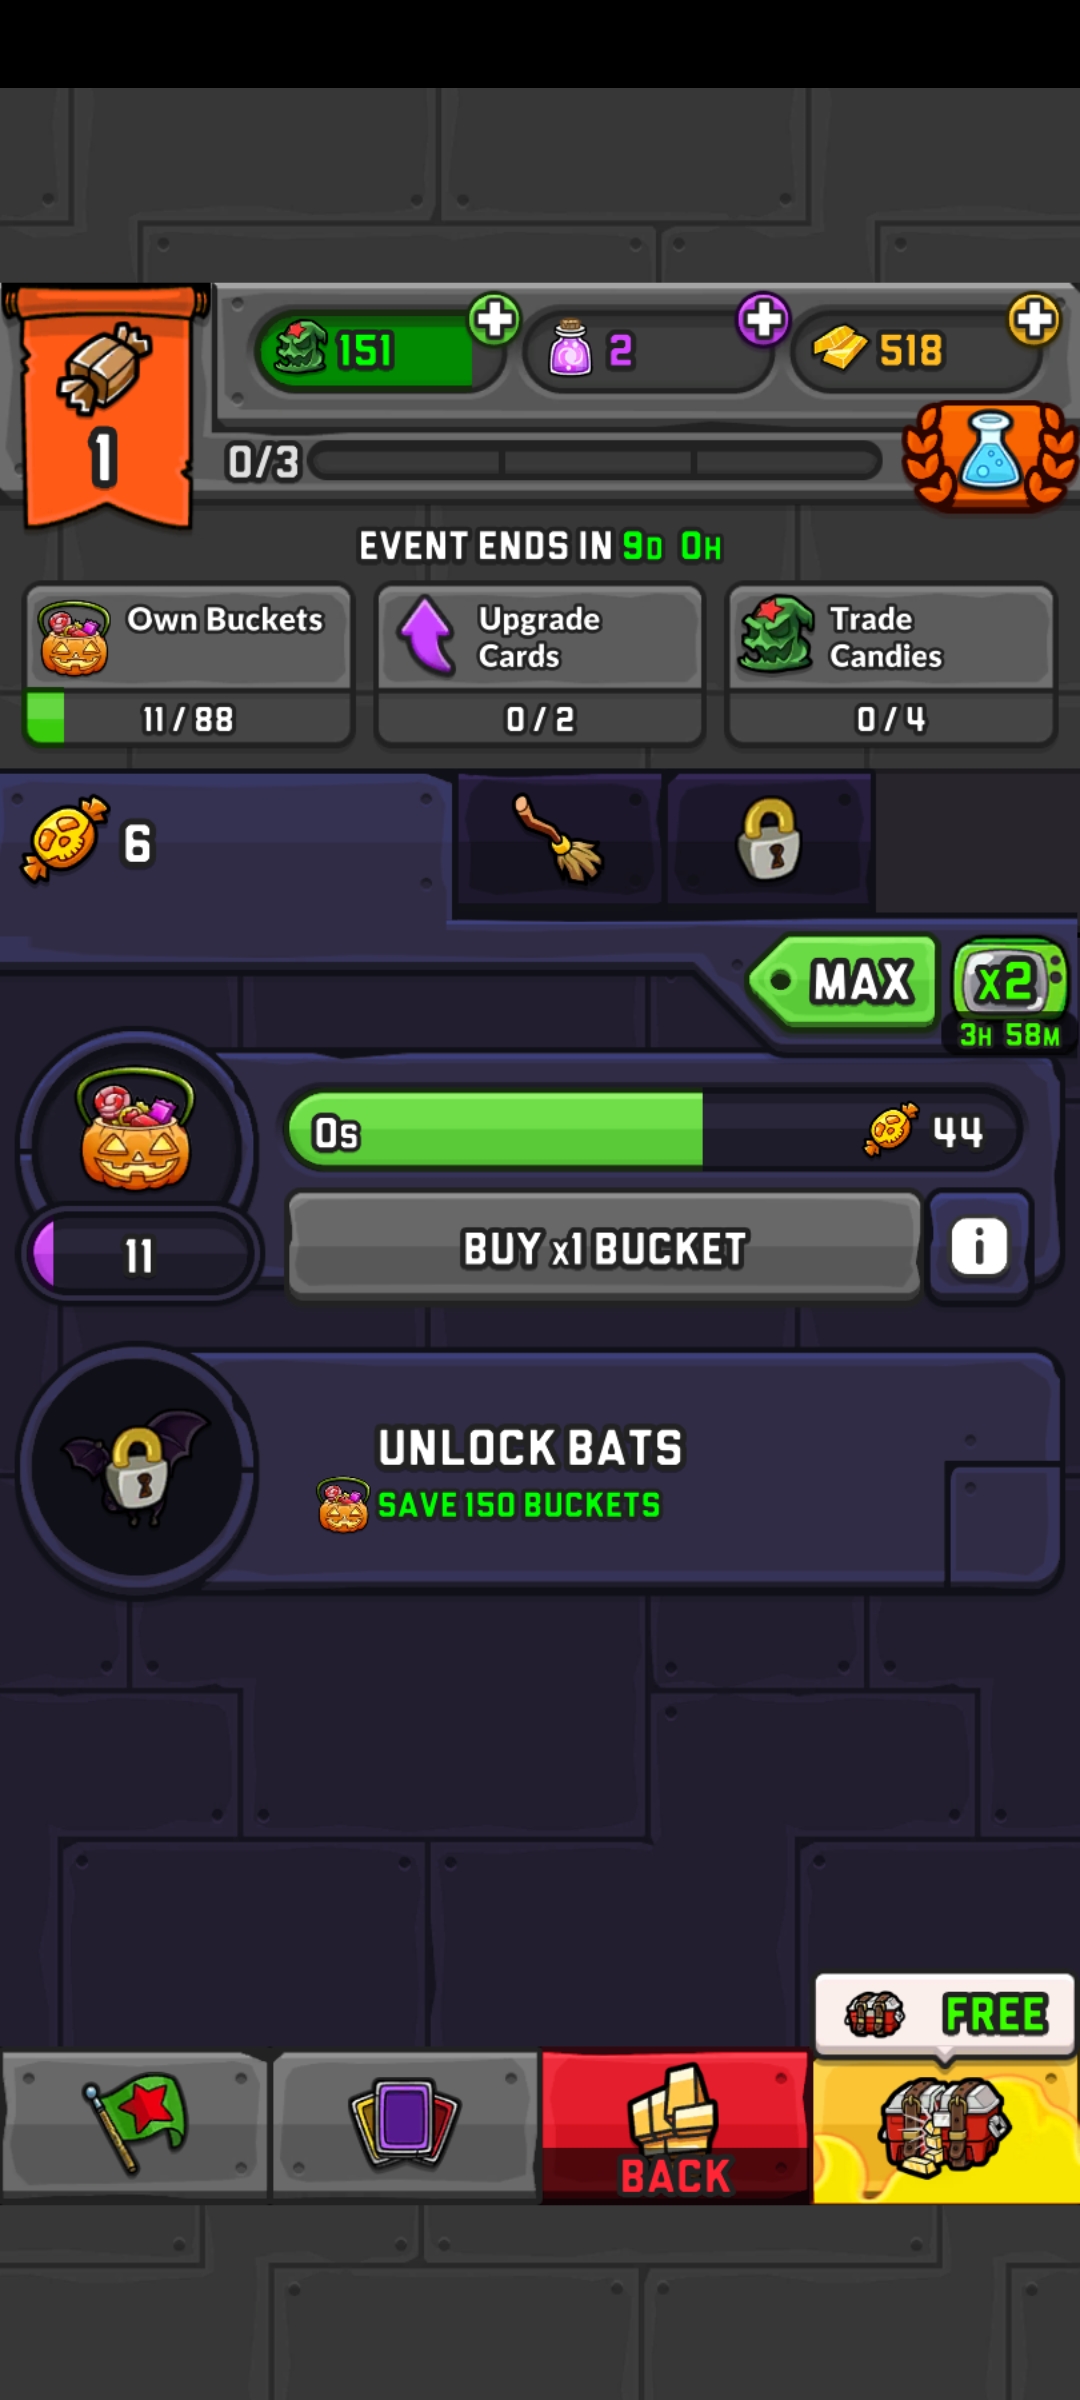 151
2
518
1
0/3
EVENT ENDS IN 9D 0H
Own Buckets
11 / 88
Upgrade
Cards
0 / 2
Trade
Candies
0 / 4
6
MAX
x2
3H 58M
0s
44
11
BUY x1 BUCKET
i
UNLOCK BATS
SAVE 150 BUCKETS
FREE
BACK